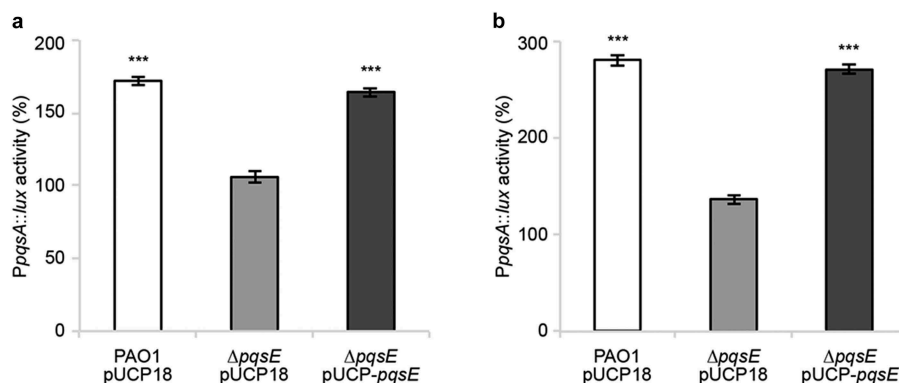 a
b
PpqsA::lux activity (%)
200
150
100
50
0
***
***
PAO1
pUCP18
ΔpqsE
pUCP18
ΔpqsE
pUCP-pqsE
PpqsA::lux activity (%)
300
300
100
0
***
***
PAO1
pUCP18
ΔpqsE
pUCP18
ΔpqsE
pUCP-pqsE